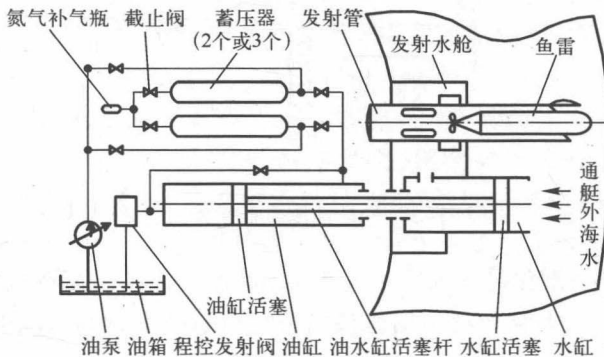 氮气补气瓶 截止阀 蓄压器 发射管
(2个或3个) 发射水舱 鱼雷
通艇外海水
油缸活塞
油泵 油箱 程控发射阀 油缸 油水缸活塞杆 水缸活塞 水缸